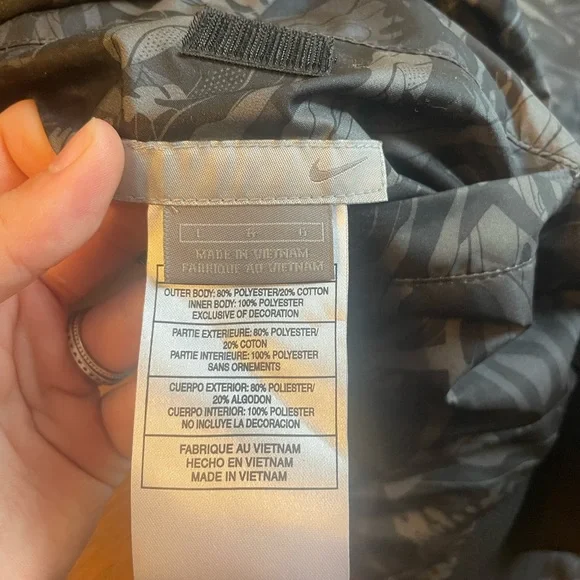 L G G
MADE IN VIETNAM
FABRIQUE AU VIETNAM
OUTER BODY: 80% POLYESTER/20% COTTON
INNER BODY: 100% POLYESTER
EXCLUSIVE OF DECORATION
PARTIE EXTERIEURE: 80% POLYESTER/
20% COTON
PARTIE INTERIEURE: 100% POLYESTER
SANS ORNEMENTS
CUERPO EXTERIOR: 80% POLIESTER/
20% ALGODON
CUERPO INTERIOR: 100% POLIESTER
NO INCLUYE LA DECORACION
FABRIQUE AU VIETNAM
HECHO EN VIETNAM
MADE IN VIETNAM